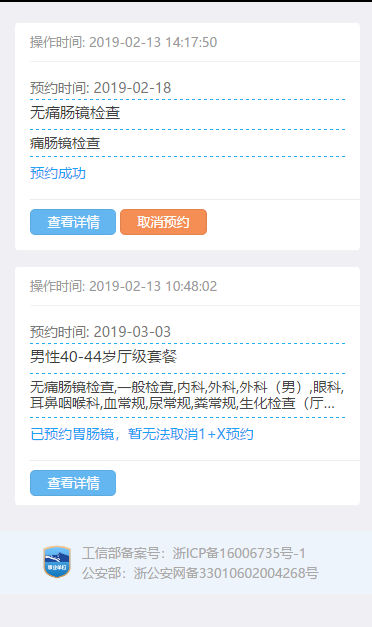 操作时间: 2019-02-13 14:17:50
预约时间: 2019-02-18
无痛肠镜检查
痛肠镜检查
预约成功
查看详情 取消预约
操作时间: 2019-02-13 10:48:02
预约时间: 2019-03-03
男性40-44岁厅级套餐
无痛肠镜检查,一般检查,内科,外科,外科（男）,眼科,
耳鼻咽喉科,血常规,尿常规,粪常规,生化检查（厅...
已预约胃肠镜，暂无法取消1+X预约
查看详情
工信部备案号：浙ICP备16006735号-1
公安部：浙公安网备33010602004268号